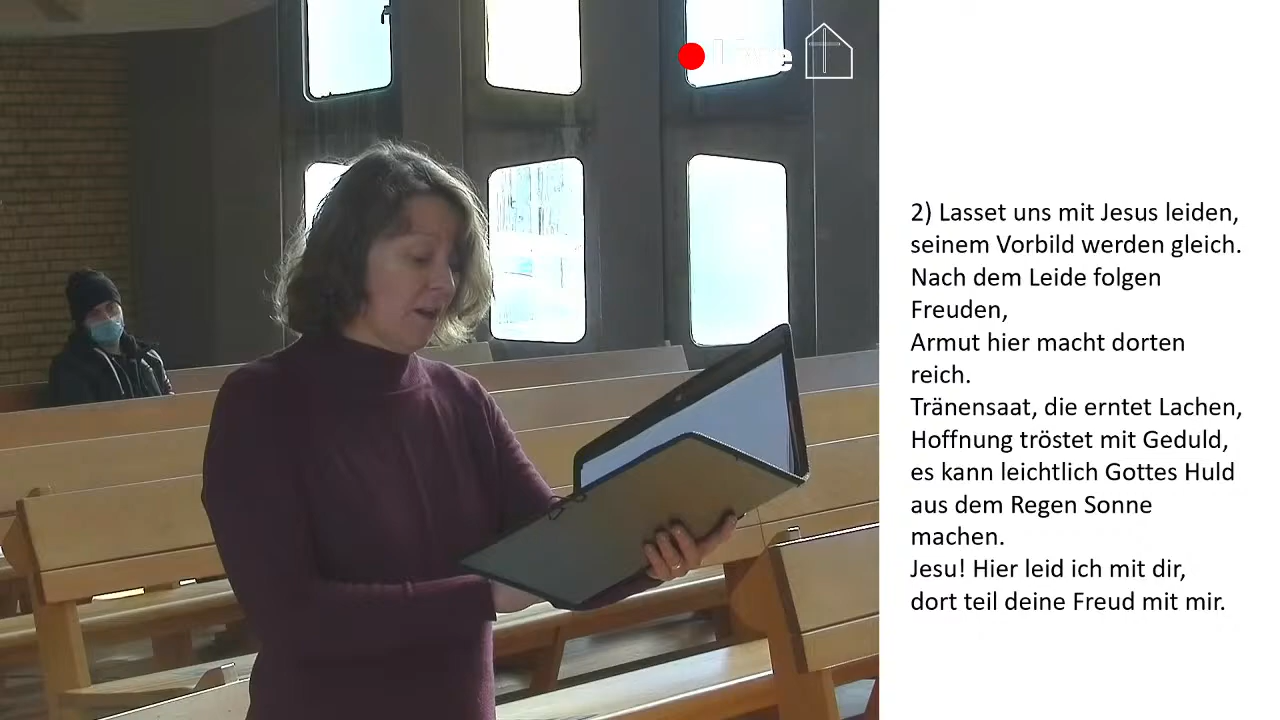 2) Lasset uns mit Jesus leiden,
seinem Vorbild werden gleich.
Nach dem Leide folgen
Freuden,
Armut hier macht dorten
reich.
Tränensaat, die erntet Lachen,
Hoffnung tröstet mit Geduld,
es kann leichtlich Gottes Huld
aus dem Regen Sonne
machen.
Jesu! Hier leid ich mit dir,
dort teil deine Freud mit mir.